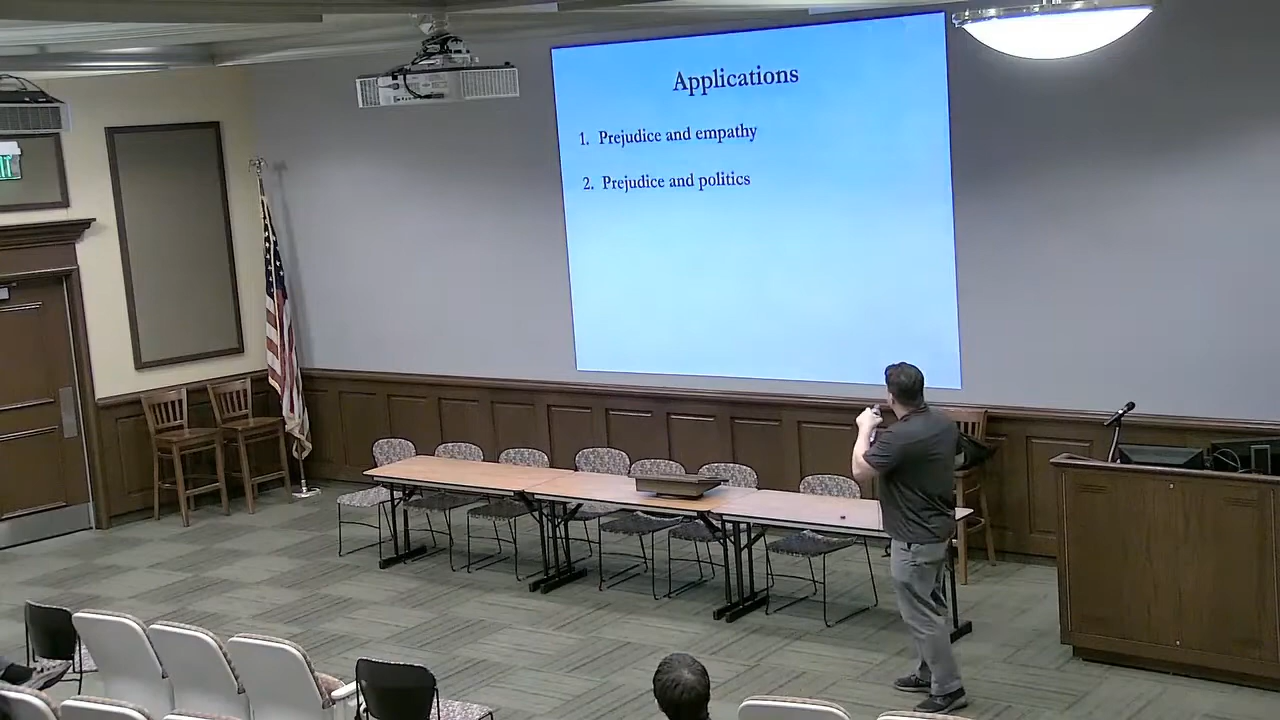 Applications
1. Prejudice and empathy
2. Prejudice and politics